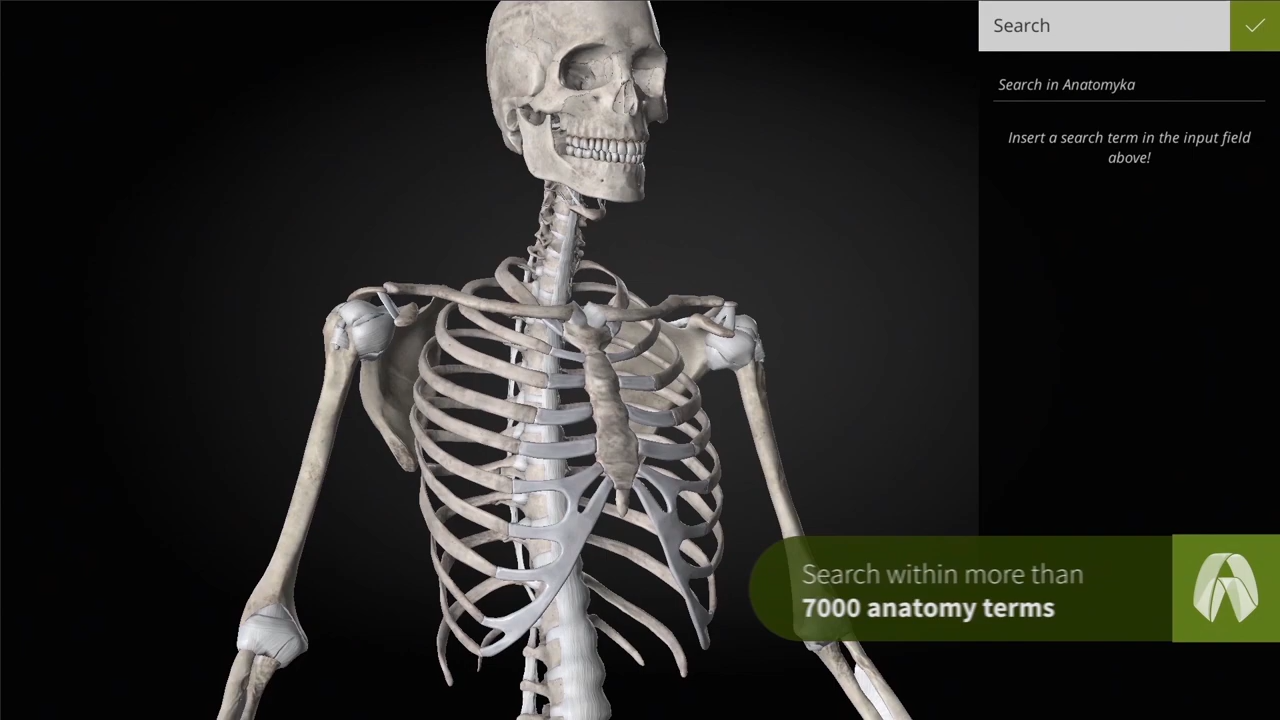 Search
Search in Anatomyka
Insert a search term in the input field
above!
Search within more than
7000 anatomy terms